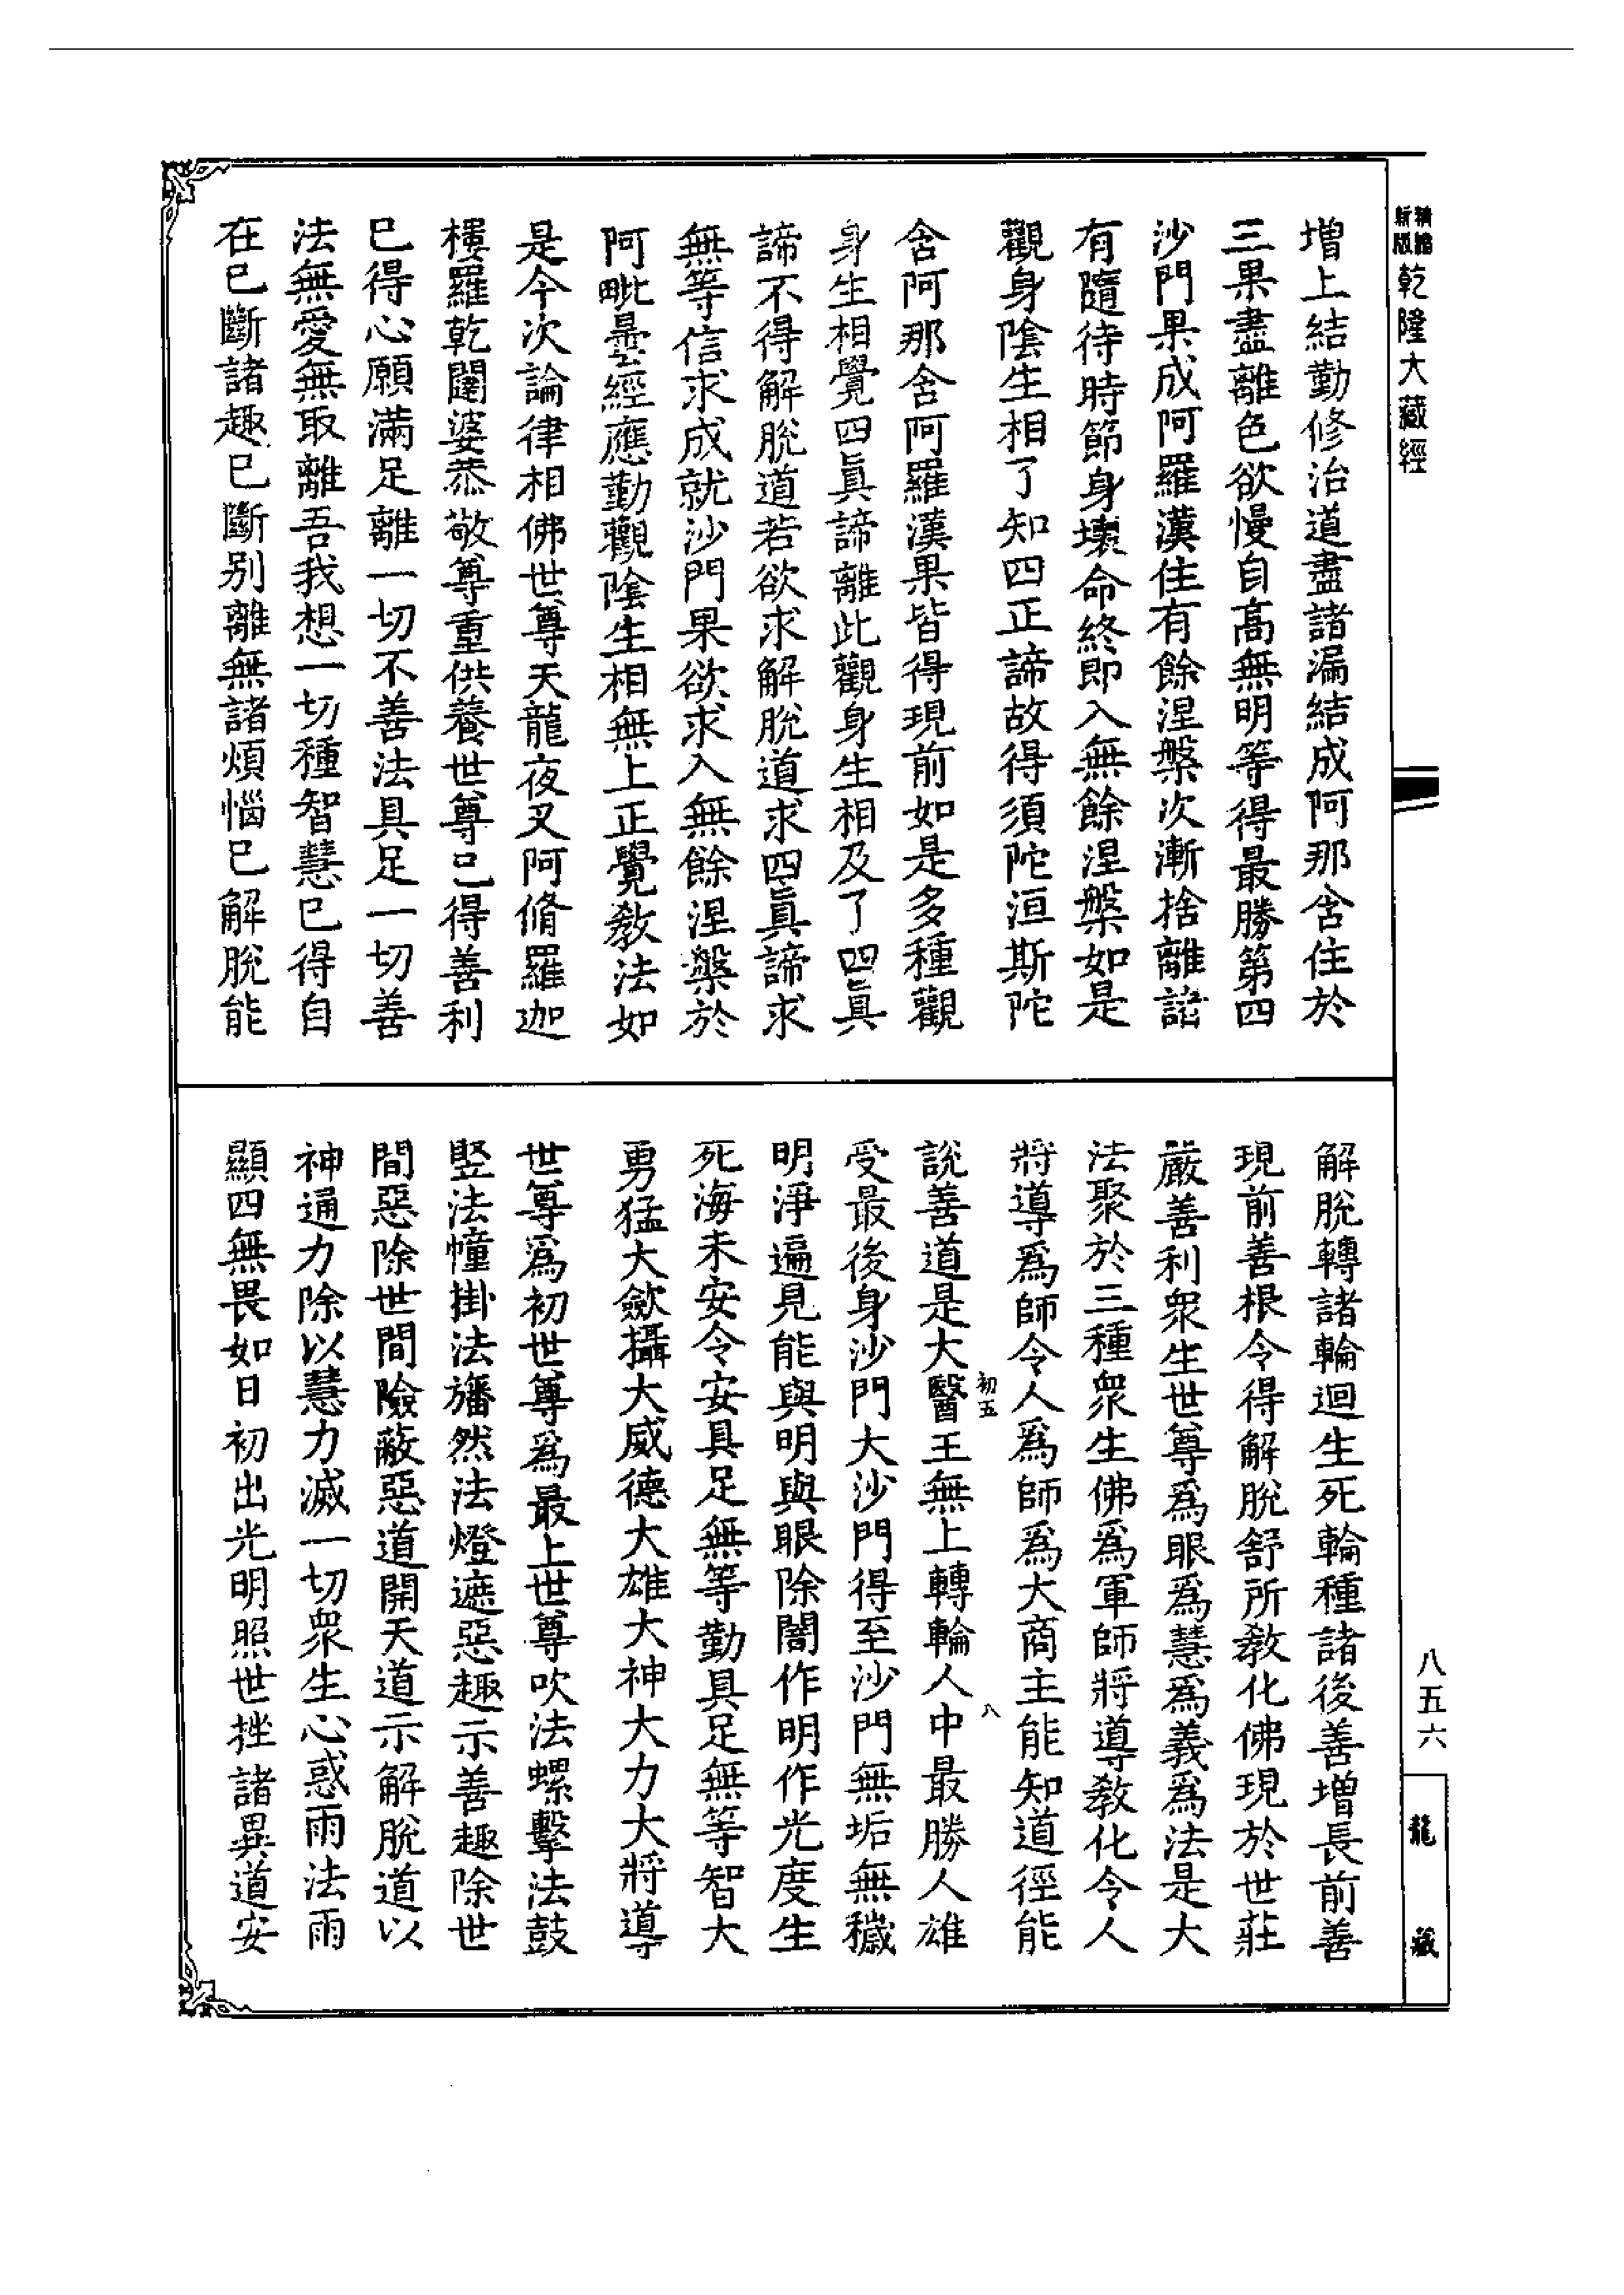 新版
精縮
乾隆大藏經
增上結勤修治道盡諸漏結成阿那含住於
三果盡離色欲慢自高無明等得最勝第四
沙門果成阿羅漢住有餘涅槃次漸捨離諸
有隨待時節身壞命終即入無餘涅槃如是
觀身陰生相了知四正諦故得須陀洹斯陀
含阿那含阿羅漢果皆得現前如是多種觀
身生相覺四真諦離此觀身生相及了四真
諦不得解脫道若欲求解脫道求四真諦求
無等信求成就沙門果欲求入無餘涅槃於
阿毗曇經應勤觀陰生相無上正覺教法如
是今次論律相佛世尊天龍夜叉阿脩羅迦
樓羅乾闥婆恭敬尊重供養世尊已得善利
已得心願滿足離一切不善法具足一切善
法無愛無取離吾我想一切種智慧已得自
在已斷諸趣已斷別離無諸煩惱已解脫能
解脫轉諸輪迴生死輪種諸後善增長前善
現前善根令得解脫舒所教化佛現於世莊
嚴善利眾生世尊為眼為慧為義為法是大
法聚於三種眾生佛為軍師將導教化令人
將導為師令人為師為大商主能知道徑能
說善道是大醫王無上轉輪人中最勝人雄
受最後身沙門大沙門得至沙門無垢無穢
明淨遍見能與明與眼除闇作明作光度生
死海未安令安具足無等勤具足無等智大
勇猛大歛攝大威德大雄大神大力大將導
世尊為初世尊為最上世尊吹法螺擊法鼓
竪法幢掛法旛然法燈遮惡趣示善趣除世
間惡除世間險蔽惡道開天道示解脫道以
神通力除以慧力滅一切眾生心惑雨法雨
顯四無畏如日初出光明照世挫諸異道安
初五
八
八五六
龍藏